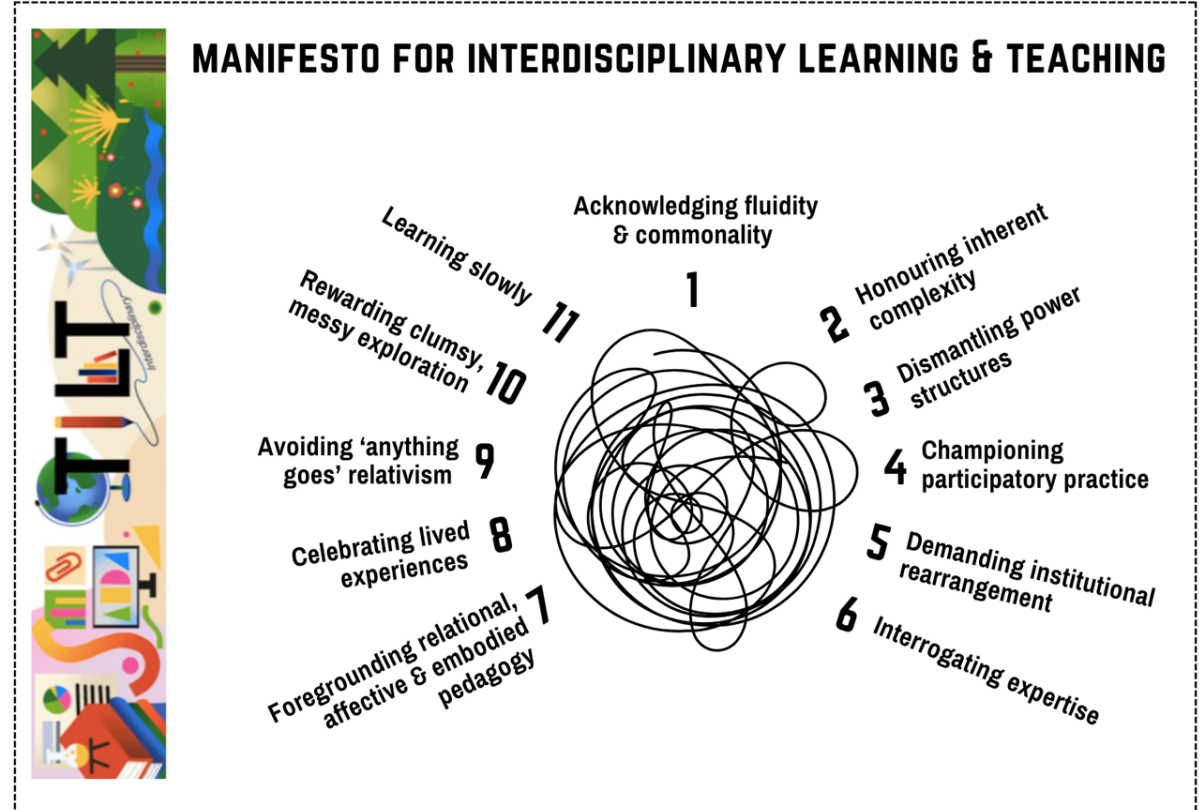 MANIFESTO FOR INTERDISCIPLINARY LEARNING & TEACHING
TILT
Interdisciplinary
Acknowledging fluidity
& commonality
1
2
Honouring inherent
complexity
3
Dismantling power
structures
4
Championing
participatory practice
5
Demanding institutional
rearrangement
6
Interrogating expertise
7
Foregrounding relational,
affective & embodied
pedagogy
8
Celebrating lived
experiences
9
Avoiding ‘anything
goes’ relativism
10
Rewarding clumsy,
messy exploration
11
Learning slowly